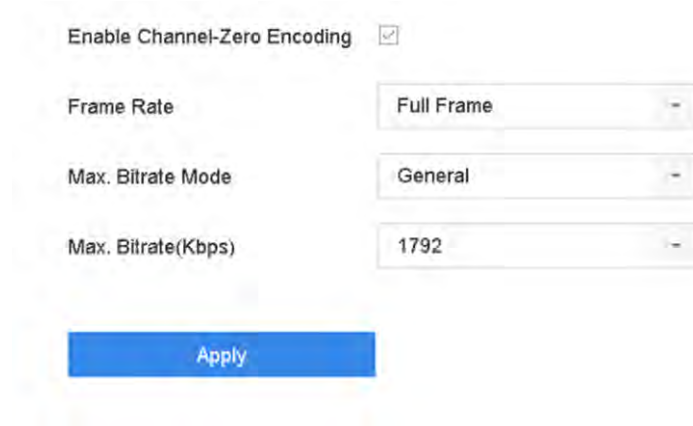 Enable Channel-Zero Encoding
Frame Rate Full Frame
Max. Bitrate Mode General
Max. Bitrate(Kbps) 1792
Apply